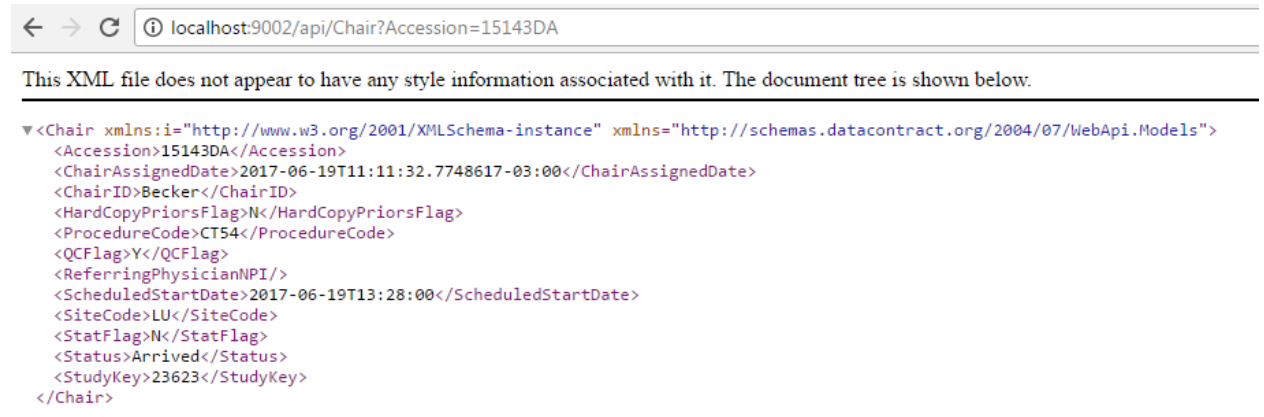 localhost:9002/api/Chair?Accession=15143DA
This XML file does not appear to have any style information associated with it. The document tree is shown below.
▼<Chair xmlns:i="http://www.w3.org/2001/XMLSchema-instance" xmlns="http://schemas.datacontract.org/2004/07/WebApi.Models">
<Accession>15143DA</Accession>
<ChairAssignedDate>2017-06-19T11:11:32.7748617-03:00</ChairAssignedDate>
<ChairID>Becker</ChairID>
<HardCopyPriorsFlag>N</HardCopyPriorsFlag>
<ProcedureCode>CT54</ProcedureCode>
<QCFlag>Y</QCFlag>
<ReferringPhysicianNPI/>
<ScheduledStartDate>2017-06-19T13:28:00</ScheduledStartDate>
<SiteCode>LU</SiteCode>
<StatFlag>N</StatFlag>
<Status>Arrived</Status>
<StudyKey>23623</StudyKey>
</Chair>